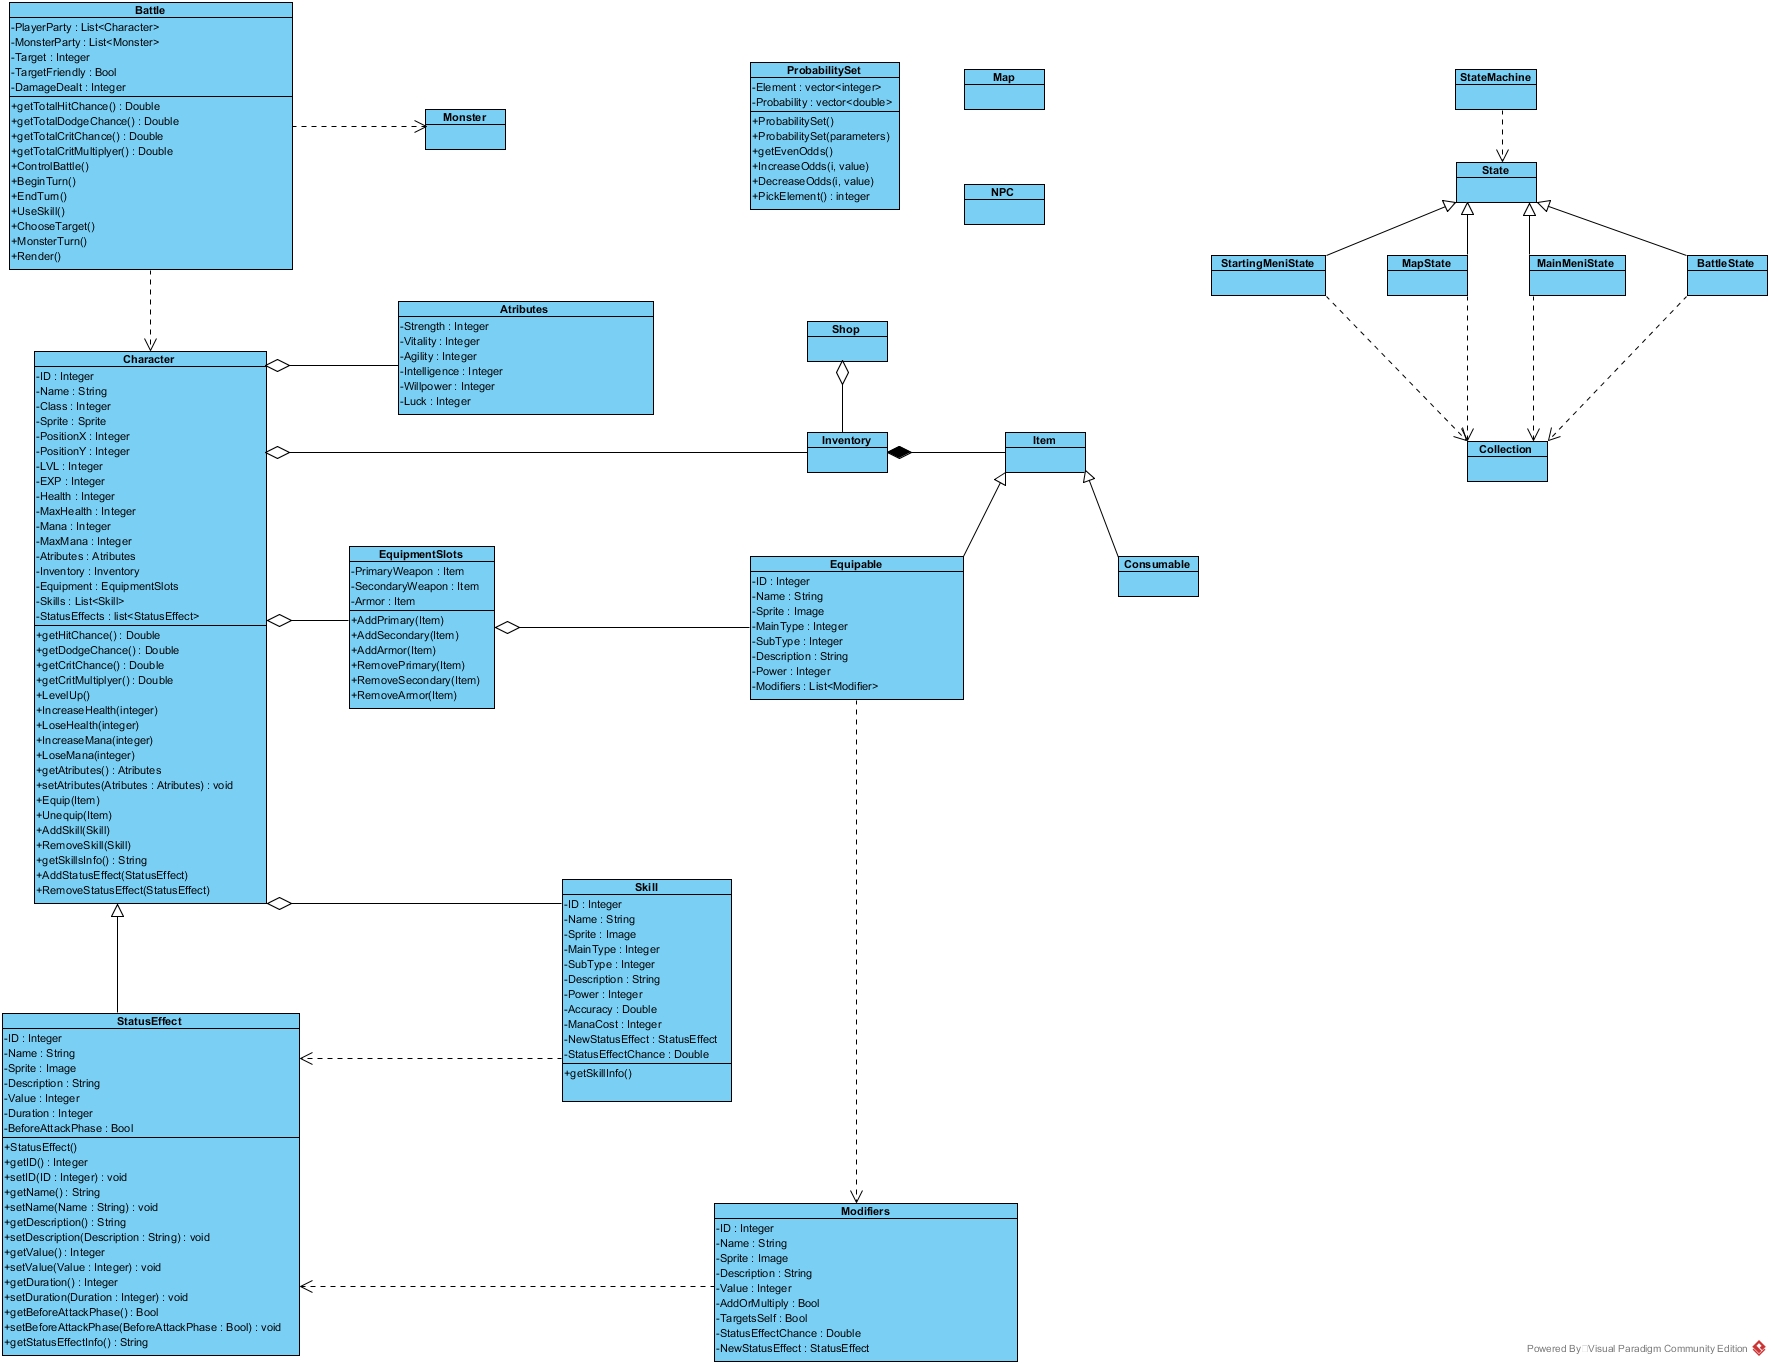 Battle
-PlayerParty : List<Character>
-MonsterParty : List<Monster>
-Target : Integer
-TargetFriendly : Bool
-DamageDealt : Integer
+getTotalHitChance() : Double
+getTotalDodgeChance() : Double
+getTotalCritChance() : Double
+getTotalCritMultiplyer() : Double
+ControlBattle()
+BeginTurn()
+EndTurn()
+UseSkill()
+ChooseTarget()
+MonsterTurn()
+Render()
Monster
ProbabilitySet
-Element : vector<integer>
-Probability : vector<double>
+ProbabilitySet()
+ProbabilitySet(parameters)
+getEvenOdds()
+IncreaseOdds(i, value)
+DecreaseOdds(i, value)
+PickElement() : integer
Map
NPC
StateMachine
State
StartingMeniState
MapState
MainMeniState
BattleState
Collection
Atributes
-Strength : Integer
-Vitality : Integer
-Agility : Integer
-Intelligence : Integer
-Willpower : Integer
-Luck : Integer
Shop
Inventory
Item
Character
-ID : Integer
-Name : String
-Class : Integer
-Sprite : Sprite
-PositionX : Integer
-PositionY : Integer
-LVL : Integer
-EXP : Integer
-Health : Integer
-MaxHealth : Integer
-Mana : Integer
-MaxMana : Integer
-Atributes : Atributes
-Inventory : Inventory
-Equipment : EquipmentSlots
-Skills : List<Skill>
-StatusEffects : list<StatusEffect>
+getHitChance() : Double
+getDodgeChance() : Double
+getCritChance() : Double
+getCritMultiplyer() : Double
+LevelUp()
+IncreaseHealth(integer)
+LoseHealth(integer)
+IncreaseMana(integer)
+LoseMana(integer)
+getAtributes() : Atributes
+setAtributes(Atributes : Atributes) : void
+Equip(Item)
+Unequip(Item)
+AddSkill(Skill)
+RemoveSkill(Skill)
+getSkillsInfo() : String
+AddStatusEffect(StatusEffect)
+RemoveStatusEffect(StatusEffect)
EquipmentSlots
-PrimaryWeapon : Item
-SecondaryWeapon : Item
-Armor : Item
+AddPrimary(Item)
+AddSecondary(Item)
+AddArmor(Item)
+RemovePrimary(Item)
+RemoveSecondary(Item)
+RemoveArmor(Item)
Equipable
-ID : Integer
-Name : String
-Sprite : Image
-MainType : Integer
-SubType : Integer
-Description : String
-Power : Integer
-Modifiers : List<Modifier>
Consumable
Skill
-ID : Integer
-Name : String
-Sprite : Image
-MainType : Integer
-SubType : Integer
-Description : String
-Power : Integer
-Accuracy : Double
-ManaCost : Integer
-NewStatusEffect : StatusEffect
-StatusEffectChance : Double
+getSkillInfo()
StatusEffect
-ID : Integer
-Name : String
-Sprite : Image
-Description : String
-Value : Integer
-Duration : Integer
-BeforeAttackPhase : Bool
+StatusEffect()
+getID() : Integer
+setID(ID : Integer) : void
+getName() : String
+setName(Name : String) : void
+getDescription() : String
+setDescription(Description : String) : void
+getValue() : Integer
+setValue(Value : Integer) : void
+getDuration() : Integer
+setDuration(Duration : Integer) : void
+getBeforeAttackPhase() : Bool
+setBeforeAttackPhase(BeforeAttackPhase : Bool) : void
+getStatusEffectInfo() : String
Modifiers
-ID : Integer
-Name : String
-Sprite : Image
-Description : String
-Value : Integer
-AddOrMultiply : Bool
-TargetsSelf : Bool
-StatusEffectChance : Double
-NewStatusEffect : StatusEffect
Powered By Visual Paradigm Community Edition